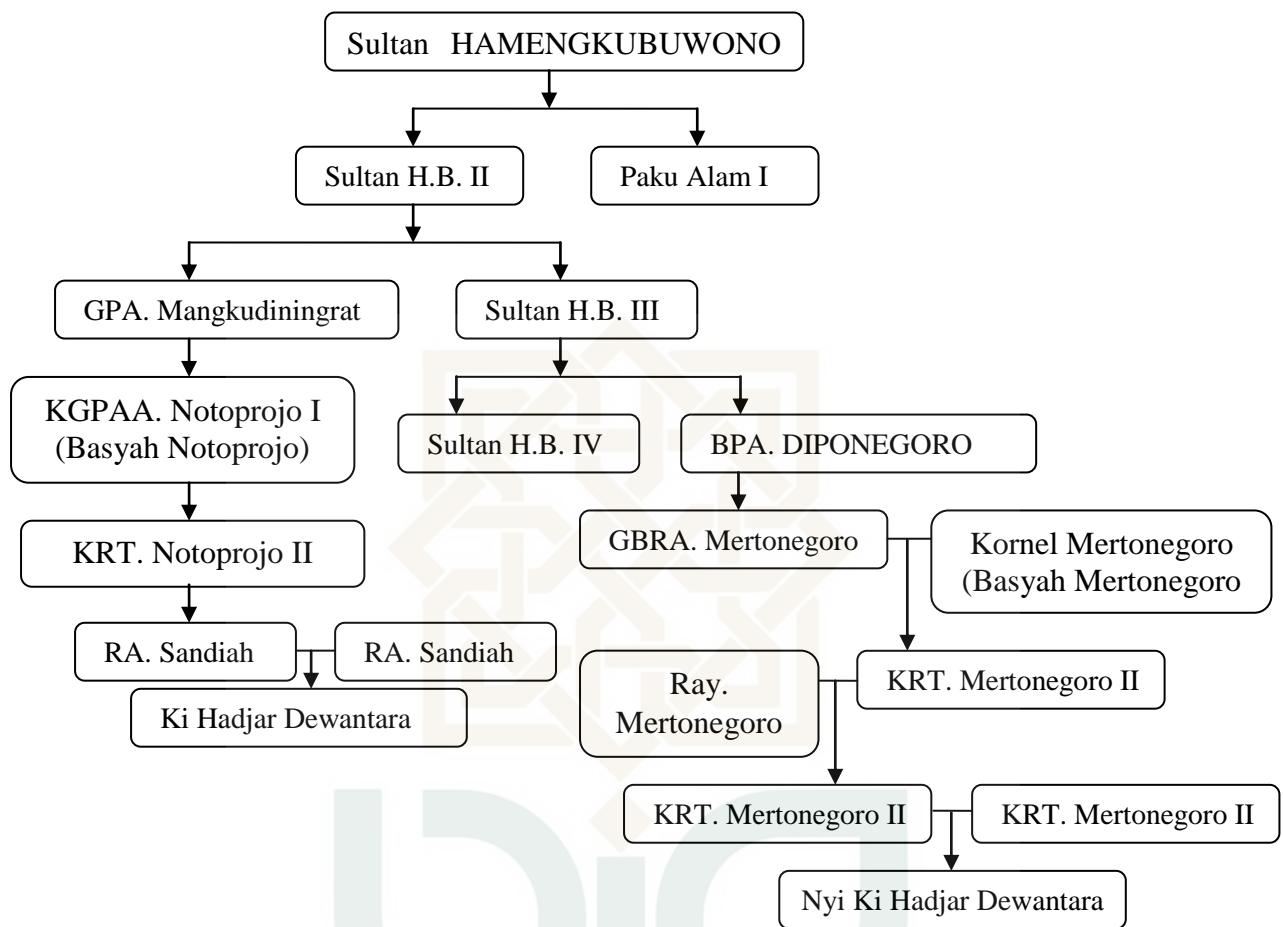 Sultan HAMENGKUBUWONO
Sultan H.B. II
Paku Alam I
GPA. Mangkudiningrat
Sultan H.B. III
KGPAA. Notoprojo I
(Basyah Notoprojo)
Sultan H.B. IV
BPA. DIPONEGORO
KRT. Notoprojo II
GBRA. Mertonegoro
Kornel Mertonegoro
(Basyah Mertonegoro
RA. Sandiah
RA. Sandiah
Ray.
Mertonegoro
KRT. Mertonegoro II
Ki Hadjar Dewantara
KRT. Mertonegoro II
KRT. Mertonegoro II
Nyi Ki Hadjar Dewantara